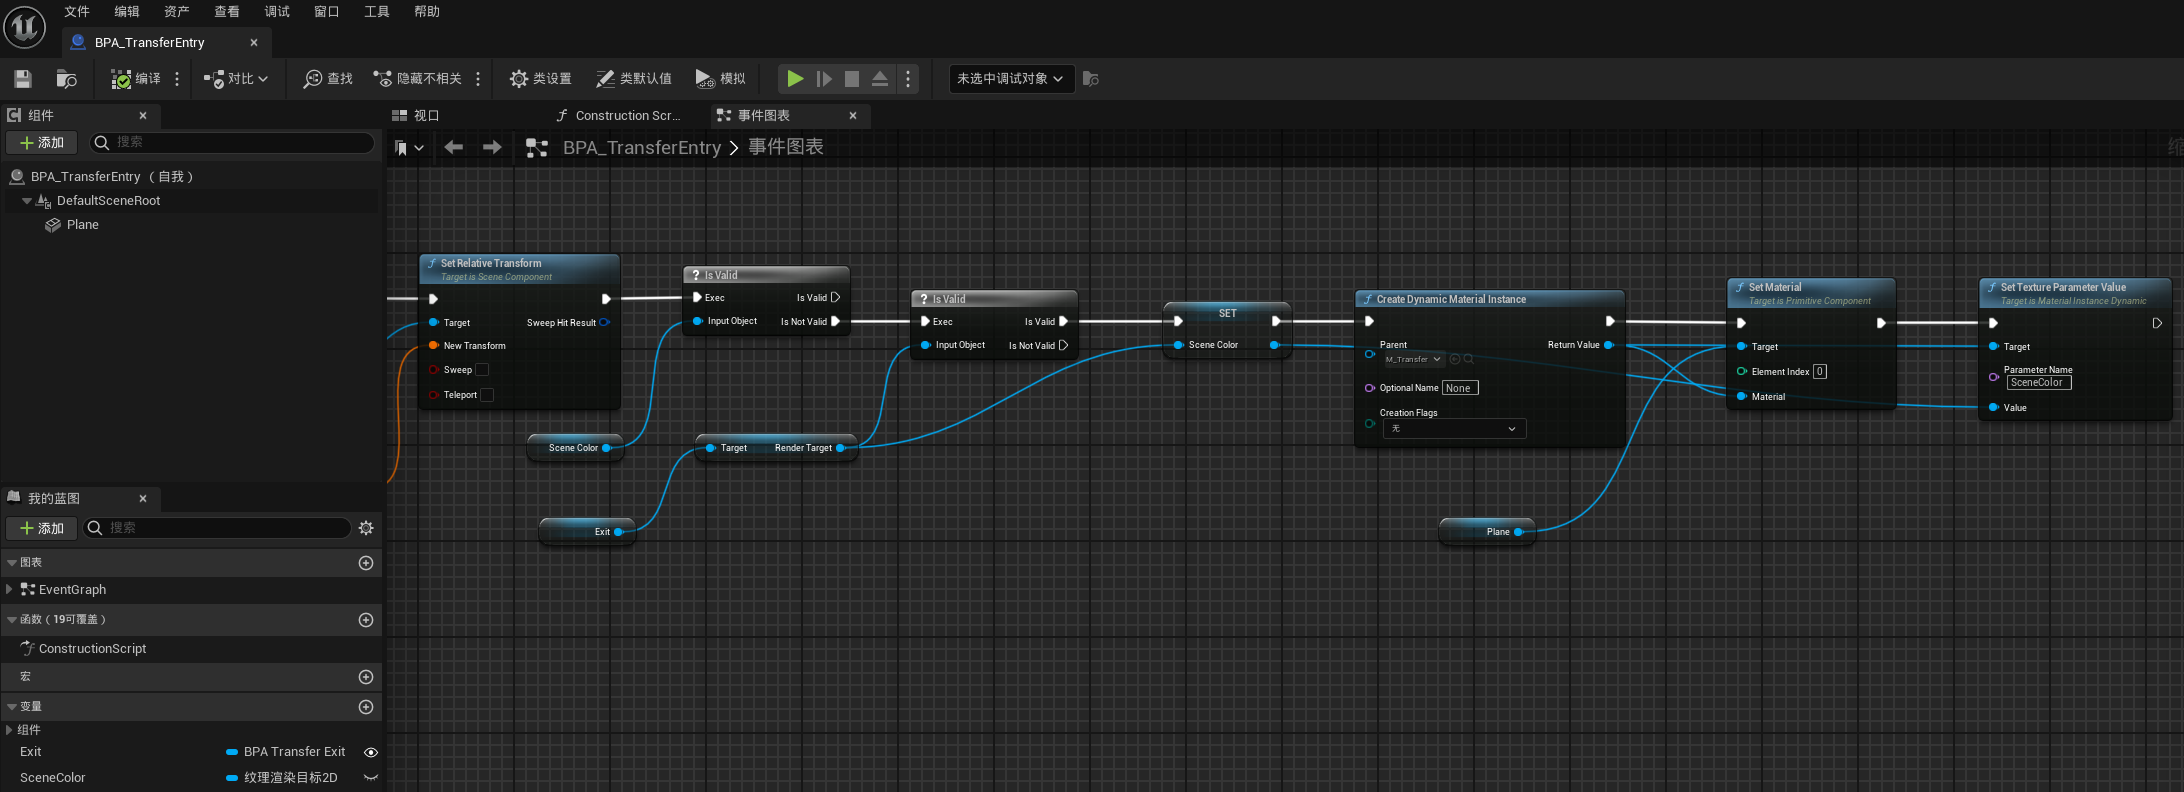 文件 编辑 资产 查看 调试 窗口 工具 帮助
BPA_TransferEntry
编译 对比 查找 隐藏不相关 类设置 类默认值 模拟 未选中调试对象
组件
添加 搜索
BPA_TransferEntry （自我）
DefaultSceneRoot
Plane
我的蓝图
添加 搜索
图表
EventGraph
函数（19可覆盖）
ConstructionScript
宏
变量
组件
Exit BPA Transfer Exit
SceneColor 纹理渲染目标2D
视口 Construction Scr... 事件图表
BPA_TransferEntry > 事件图表
缩
Set Relative Transform
Target is Scene Component
Target Sweep Hit Result
New Transform
Sweep
Teleport
? Is Valid
Exec Is Valid
Input Object Is Not Valid
? Is Valid
Exec Is Valid
Input Object Is Not Valid
Scene Color
Target Render Target
Exit
SET
Scene Color
Create Dynamic Material Instance
Parent Return Value
M_Transfer
Optional Name None
Creation Flags
无
Plane
Set Material
Target is Primitive Component
Target
Element Index 0
Material
Set Texture Parameter Value
Target is Material Instance Dynamic
Target
Parameter Name
SceneColor
Value